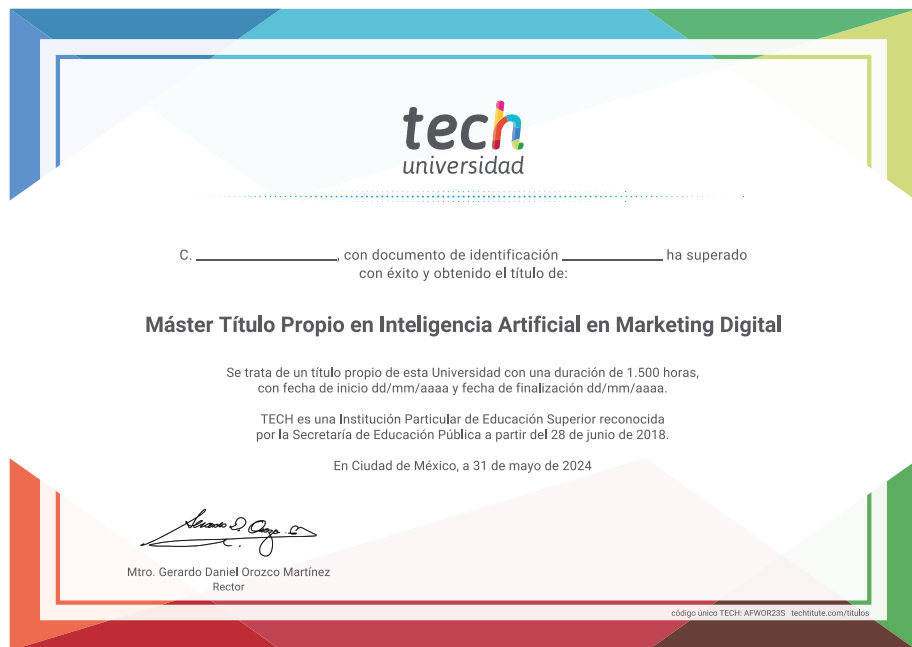 tech
universidad
C. ____________, con documento de identificación ____________ ha superado
con éxito y obtenido el título de:
Máster Título Propio en Inteligencia Artificial en Marketing Digital
Se trata de un título propio de esta Universidad con una duración de 1.500 horas,
con fecha de inicio dd/mm/aaaa y fecha de finalización dd/mm/aaaa.
TECH es una Institución Particular de Educación Superior reconocida
por la Secretaría de Educación Pública a partir del 28 de junio de 2018.
En Ciudad de México, a 31 de mayo de 2024
Mtro. Gerardo Daniel Orozco Martínez
Rector
código único TECH: AFWOR23S techtitute.com/titulos